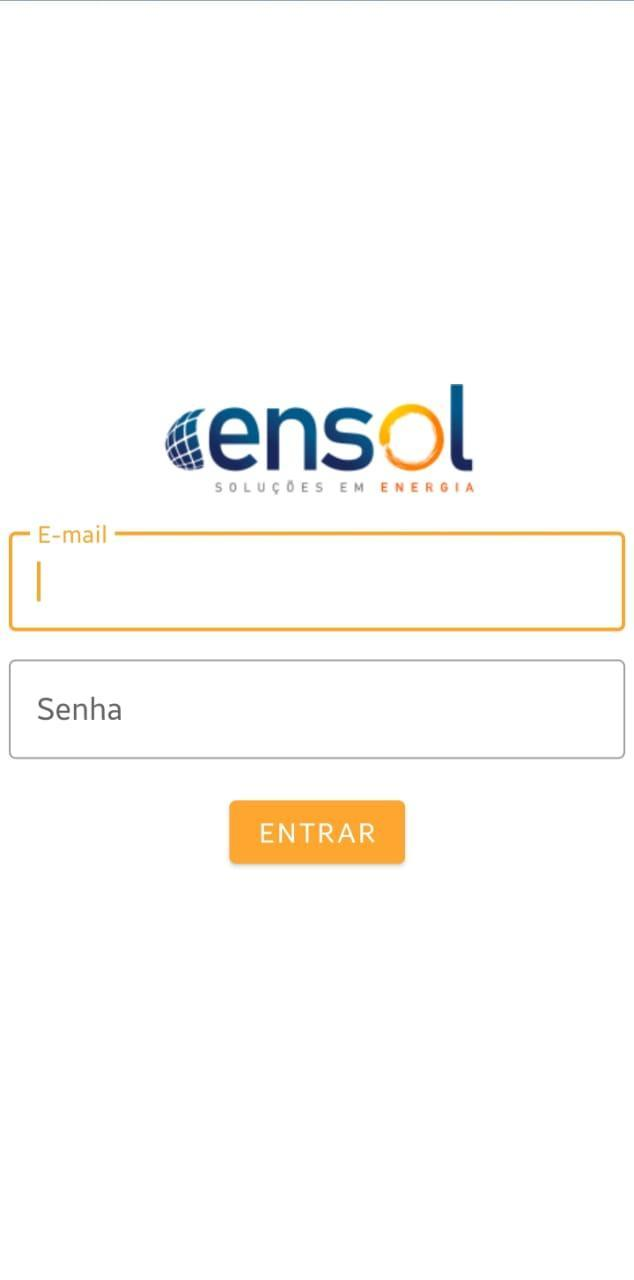 ensol
SOLUÇÕES EM ENERGIA
E-mail
Senha
ENTRAR